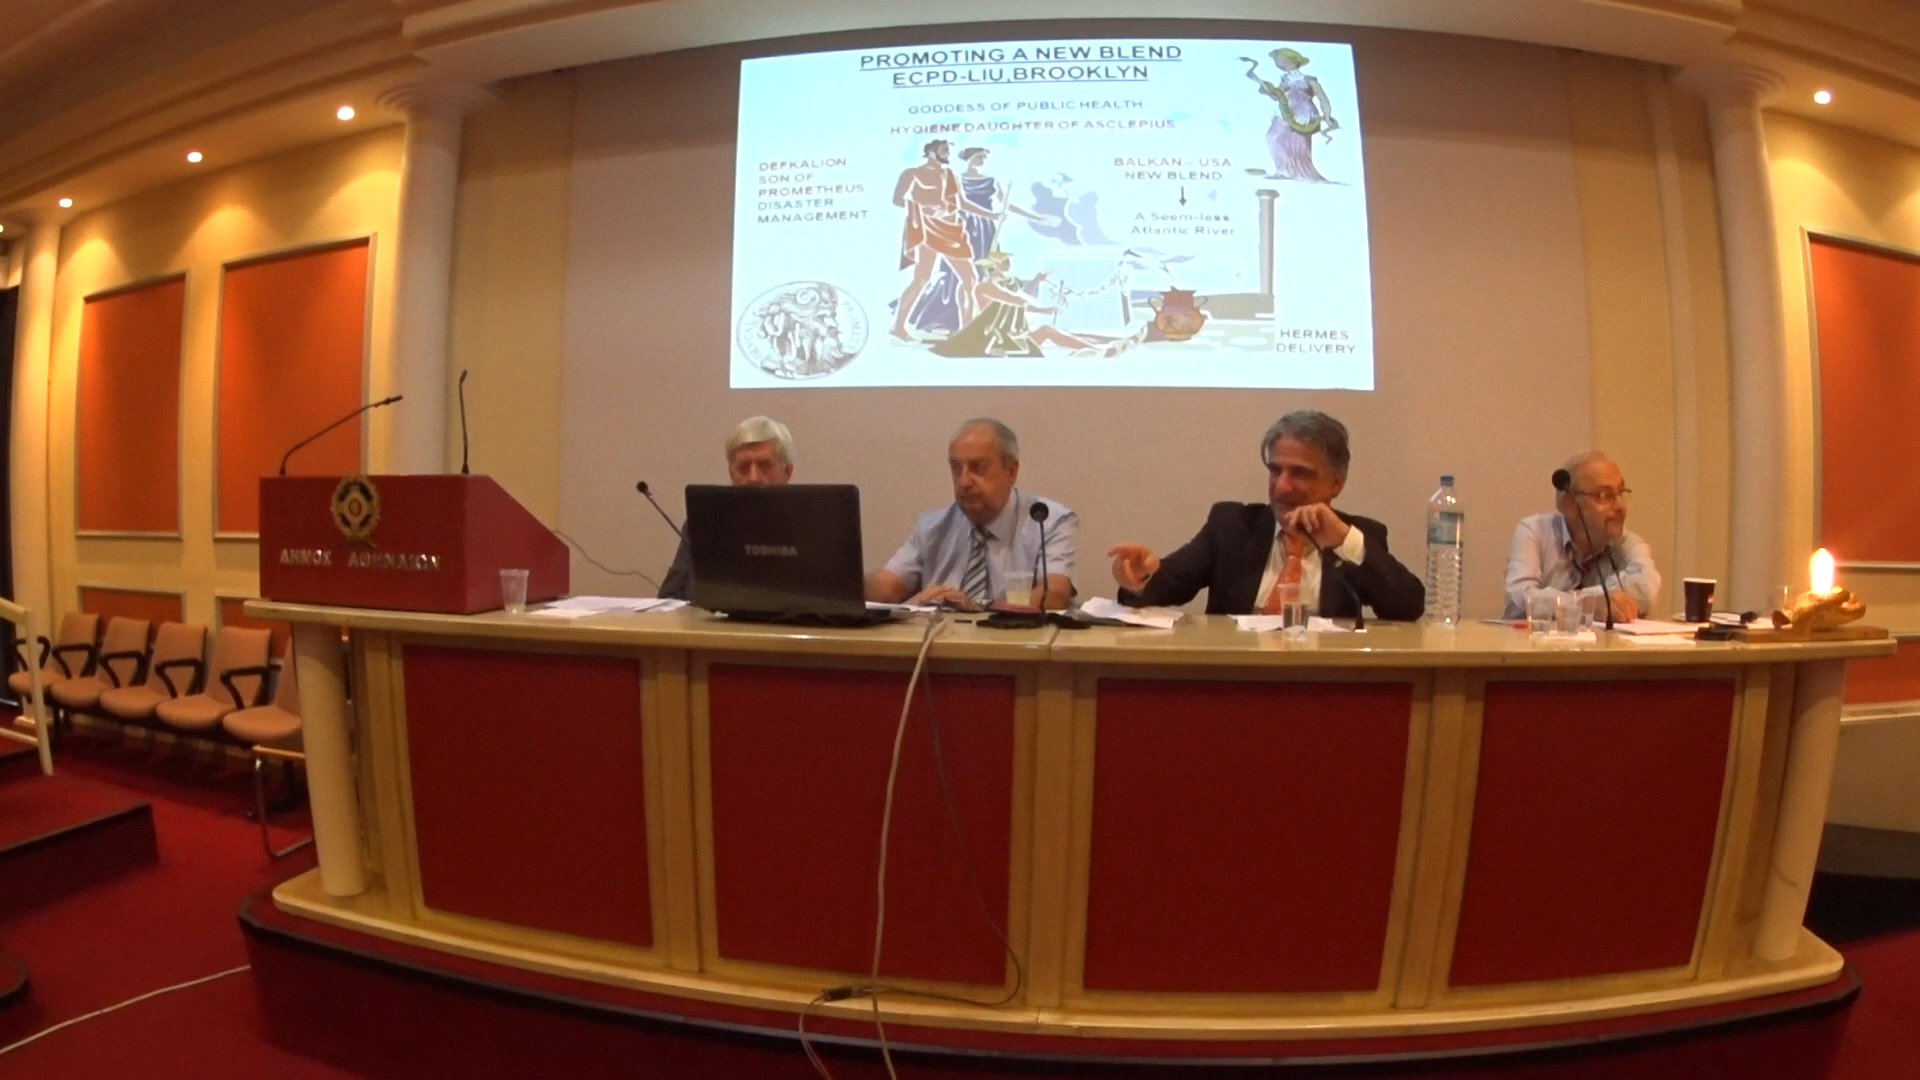 PROMOTING A NEW BLEND
ECPD-LIU,BROOKLYN
GODDESS OF PUBLIC HEALTH
HYGIENE DAUGHTER OF ASCLEPIUS
DEFKALION
SON OF
PROMETHEUS
DISASTER
MANAGEMENT
BALKAN – USA
NEW BLEND
A Seem-less
Atlantic River
HERMES
DELIVERY
ΔΗΜΟΣ ΑΘΗΝΑΙΩΝ
TOSHIBA